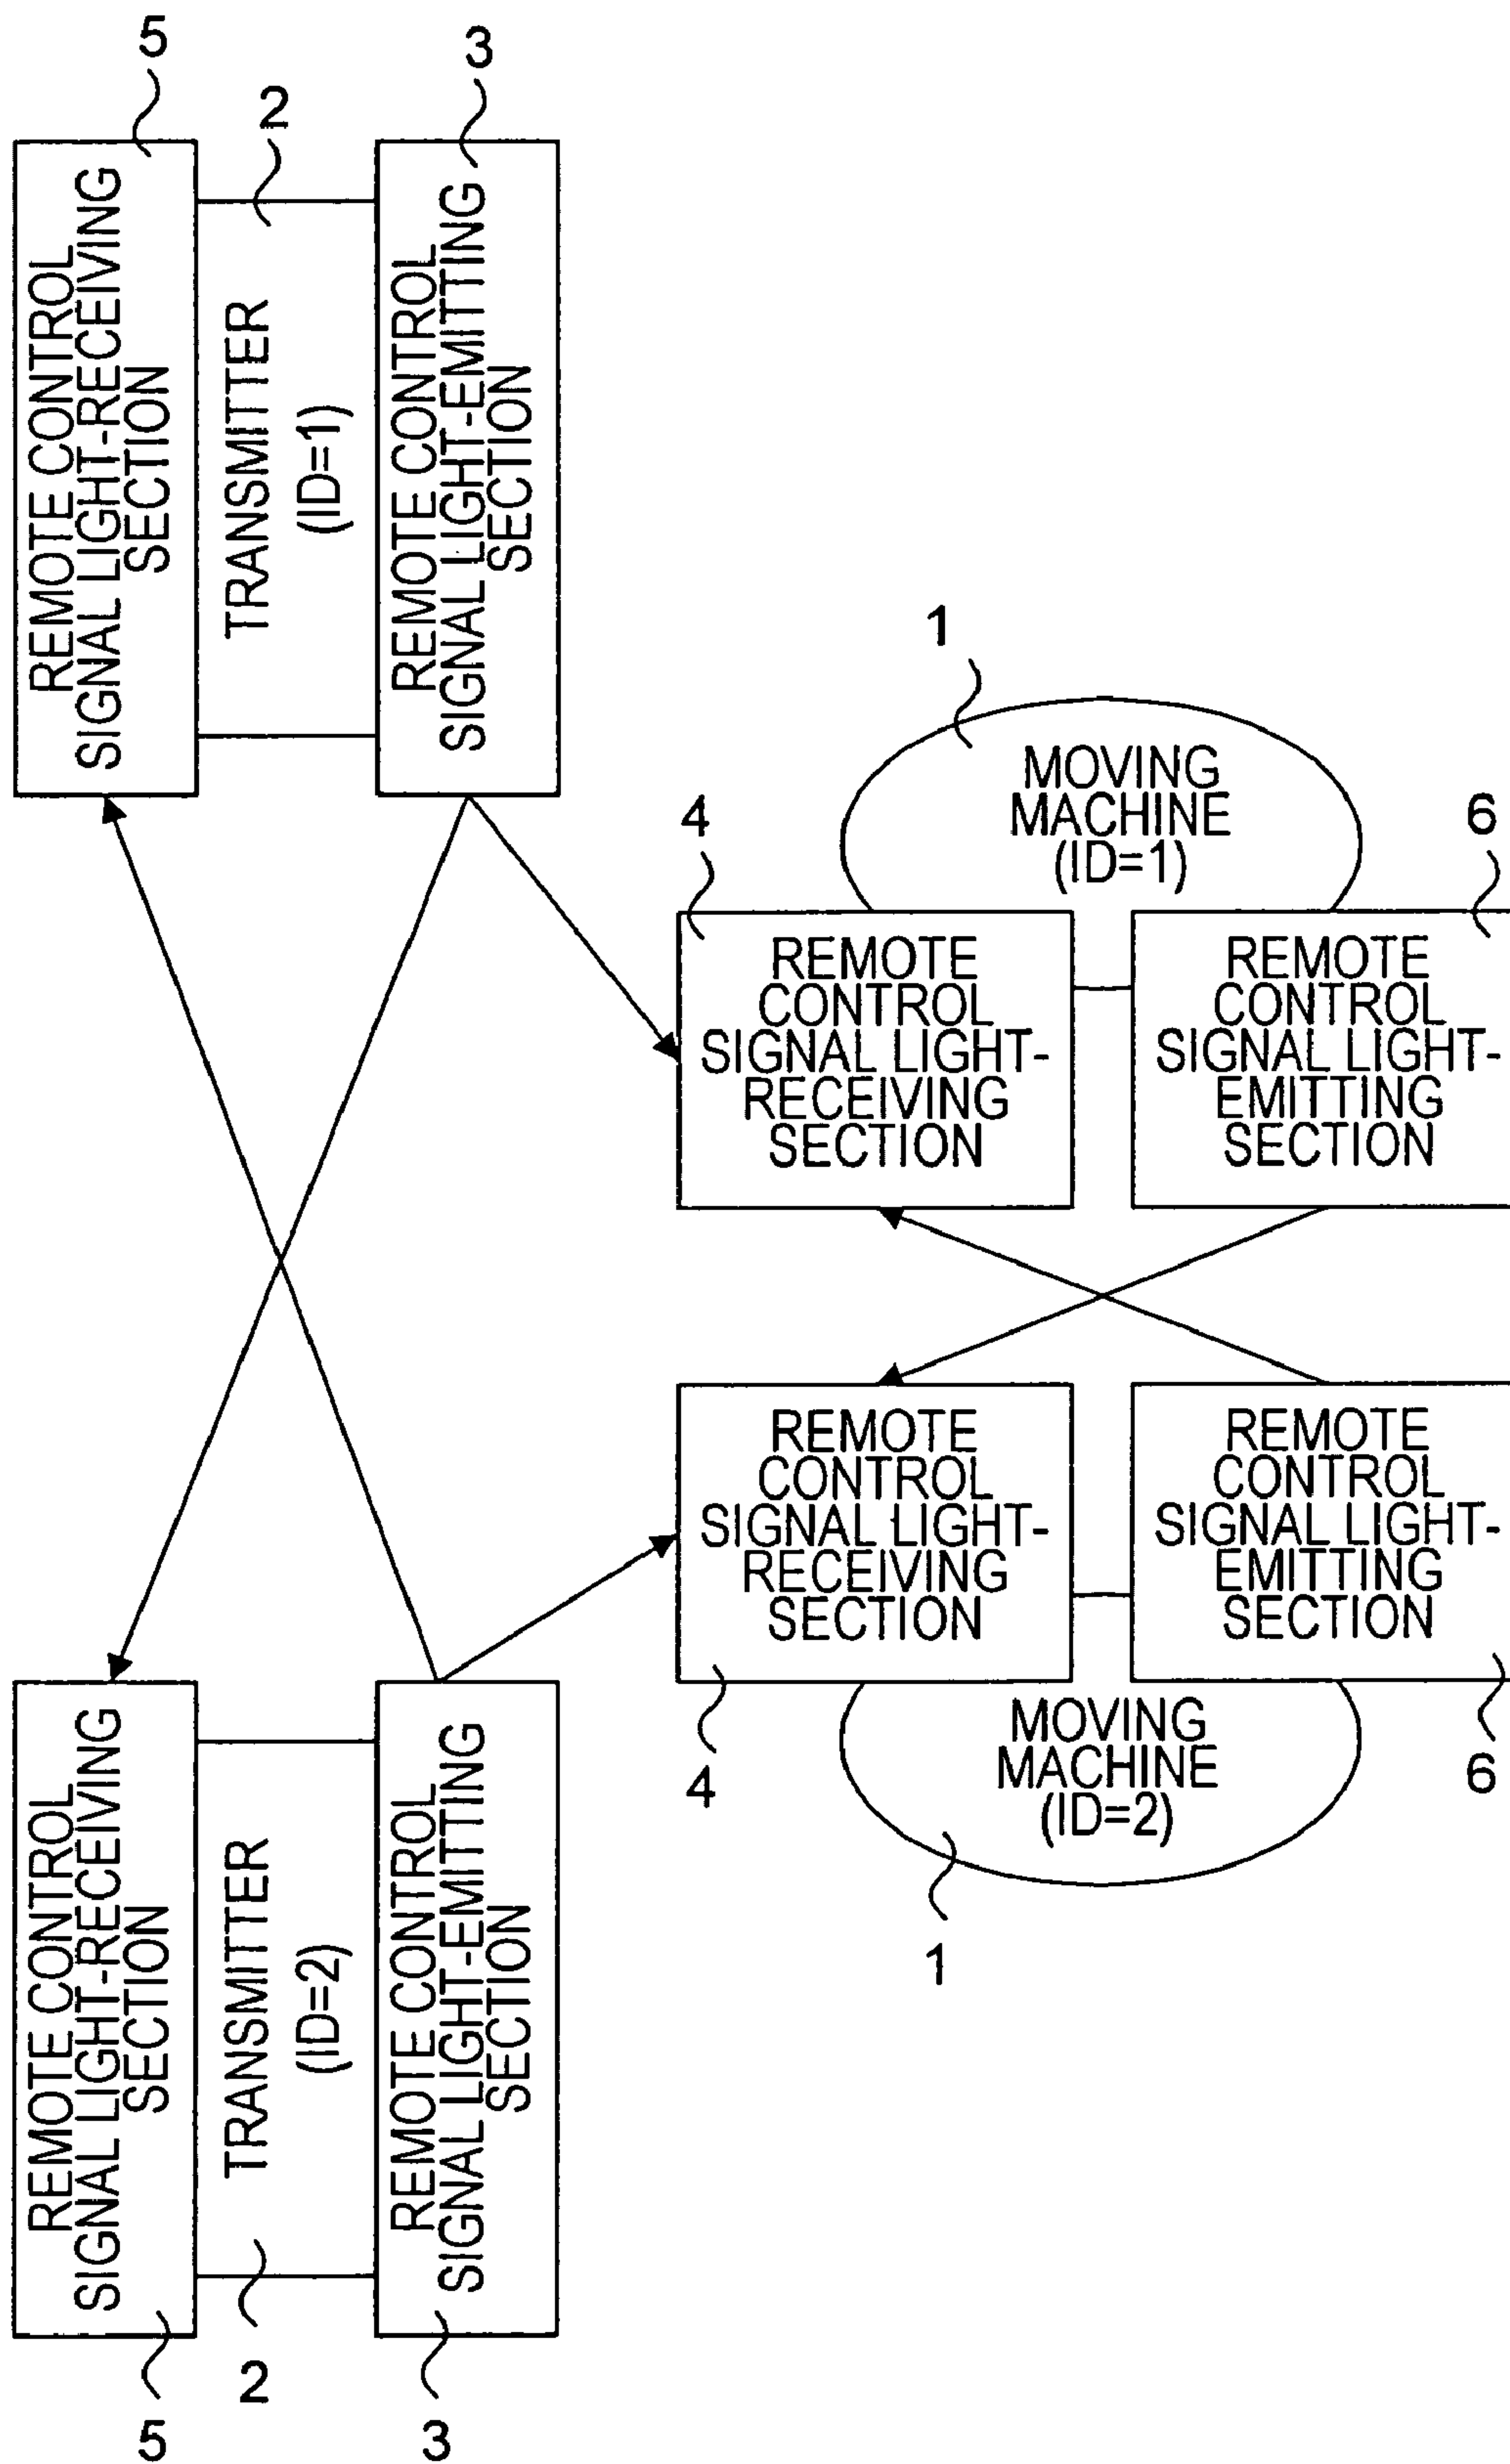 5
3
2
REMOTE CONTROL
SIGNAL LIGHT-RECEIVING
SECTION
TRANSMITTER
(ID=1)
REMOTE CONTROL
SIGNAL LIGHT-EMITTING
SECTION
1
MOVING
MACHINE
(ID=1)
4
6
REMOTE
CONTROL
SIGNAL LIGHT-
RECEIVING
SECTION
REMOTE
CONTROL
SIGNAL LIGHT-
EMITTING
SECTION
REMOTE
CONTROL
SIGNAL LIGHT-
RECEIVING
SECTION
REMOTE
CONTROL
SIGNAL LIGHT-
EMITTING
SECTION
4
6
MOVING
MACHINE
(ID=2)
1
REMOTE CONTROL
SIGNAL LIGHT-RECEIVING
SECTION
TRANSMITTER
(ID=2)
REMOTE CONTROL
SIGNAL LIGHT-EMITTING
SECTION
2
5
3